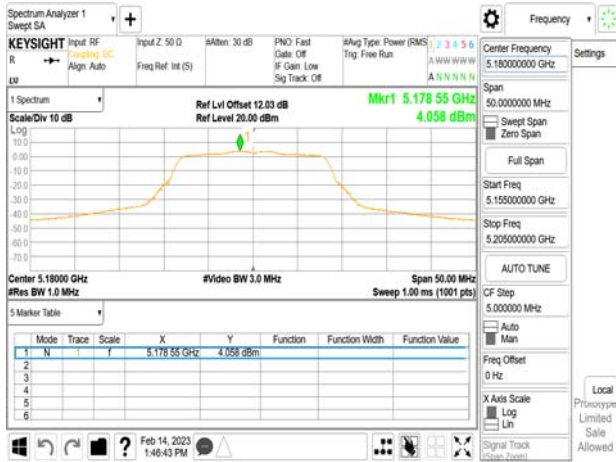 Spectrum Analyzer 1
Swept SA
+
Frequency
KEYSIGHT Input: RF Input Z: 50 Ω #Atten: 30 dB PNO: Fast #Avg Type: Power (RMS 1 2 3 4 5 6
R Coupling: DC Gate: Off Trig: Free Run A WW WW W
Align: Auto Freq Ref: Int (S) IF Gain: Low
Sig Track: Off A N N N N N
LXI
1 Spectrum
Ref Lvl Offset 12.03 dB Mkr1 5.178 55 GHz
Scale/Div 10 dB Ref Level 20.00 dBm 4.058 dBm
Log
10.0
0.00
-10.0
-20.0
-30.0
-40.0
-50.0
-60.0
-70.0
1
Center 5.18000 GHz #Video BW 3.0 MHz Span 50.00 MHz
#Res BW 1.0 MHz Sweep 1.00 ms (1001 pts)
5 Marker Table
Mode Trace Scale X Y Function Function Width Function Value
1 N 1 f 5.178 55 GHz 4.058 dBm
2
3
4
5
6
Feb 14, 2023
1:46:43 PM
?
Center Frequency
5.180000000 GHz
Settings
Span
50.0000000 MHz
Swept Span
Zero Span
Full Span
Start Freq
5.155000000 GHz
Stop Freq
5.205000000 GHz
AUTO TUNE
CF Step
5.000000 MHz
Auto
Man
Freq Offset
0 Hz
X Axis Scale
Log
Lin
Signal Track
(Span Zoom)
Local
Prototype
Limited
Sale
Allowed